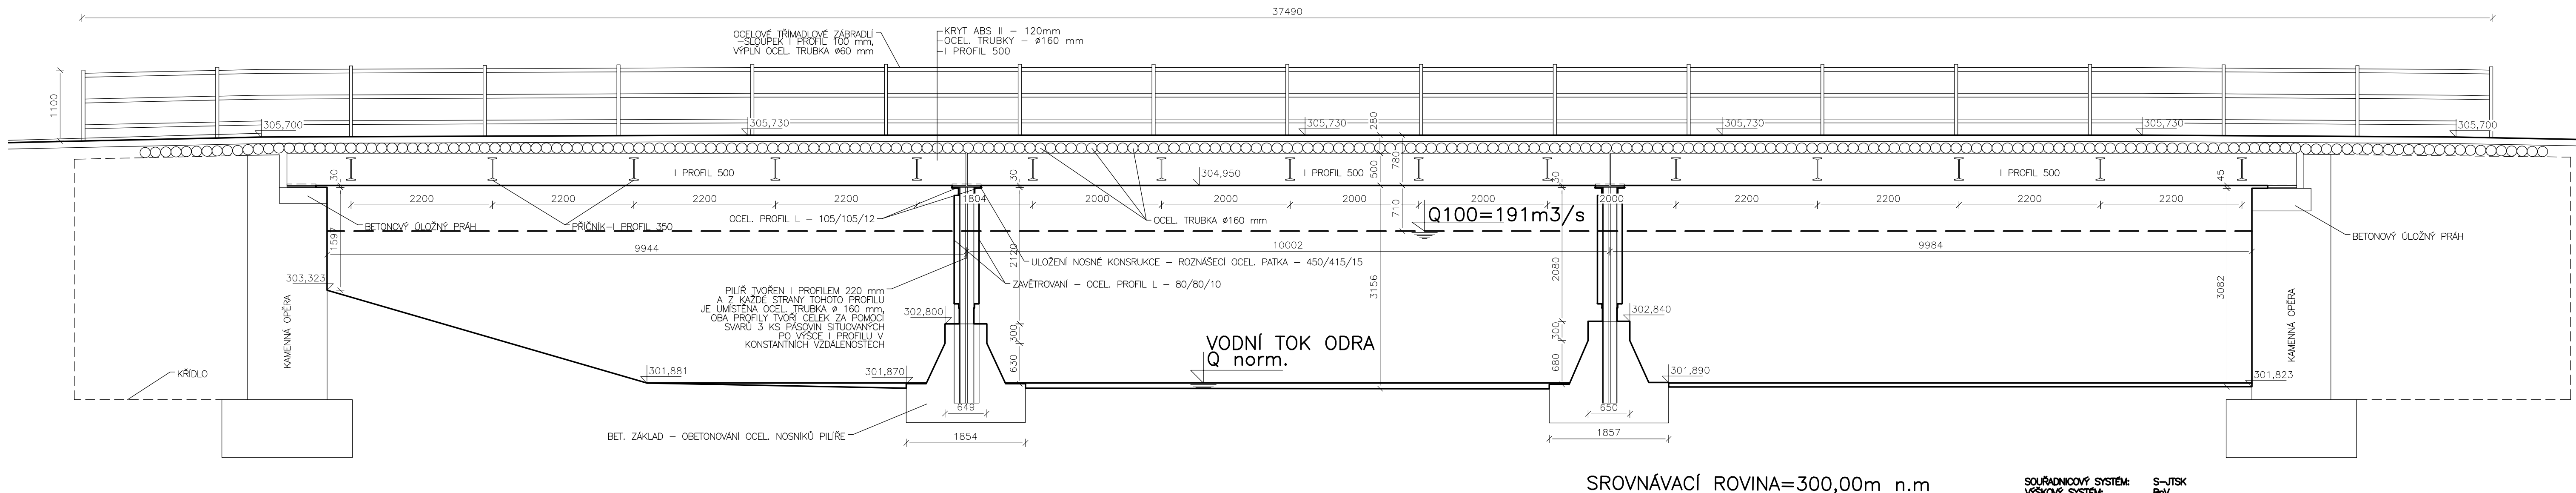 37490
OCELOVÉ TŘÍMADLOVÉ ZÁBRADLÍ
-SLOUPEK I PROFIL 100 mm,
VÝPLŇ OCEL. TRUBKA ø60 mm
KRYT ABS II - 120mm
OCEL. TRUBKY - ø160 mm
I PROFIL 500
1100
305,700
305,730
305,730
280
305,730
305,730
305,700
780
500
30
I PROFIL 500
30
304,950
I PROFIL 500
30
I PROFIL 500
45
2200
2200
2200
2200
1804
2000
2000
2000
2000
2000
2200
2200
2200
2200
710
BETONOVÝ ÚLOŽNÝ PRÁH
PŘÍČNÍK-I PROFIL 350
OCEL. PROFIL L - 105/105/12
OCEL. TRUBKA ø160 mm
Q100=191m3/s
BETONOVÝ ÚLOŽNÝ PRÁH
1597
9944
10002
9984
2120
2080
3156
3082
ULOŽENÍ NOSNÉ KONSRUKCE - ROZNÁŠECÍ OCEL. PATKA - 450/415/15
ZAVĚTROVANÍ - OCEL. PROFIL L - 80/80/10
303,323
PILÍŘ TVOŘEN I PROFILEM 220 mm
A Z KAŽDÉ STRANY TOHOTO PROFILU
JE UMÍSTĚNA OCEL. TRUBKA ø 160 mm,
OBA PROFILY TVOŘÍ CELEK ZA POMOCÍ
SVARŮ 3 KS PÁSOVIN SITUOVANÝCH
PO VÝŠCE I PROFILU V
KONSTANTNÍCH VZDÁLENOSTECH
302,800
302,840
KAMENNÁ OPĚRA
KAMENNÁ OPĚRA
300
300
630
680
VODNÍ TOK ODRA
Q norm.
KŘÍDLO
301,881
301,870
301,890
301,823
649
650
BET. ZÁKLAD - OBETONOVÁNÍ OCEL. NOSNÍKŮ PILÍŘE
1854
1857
SROVNÁVACÍ ROVINA=300,00m n.m
SOUŘADNICOVÝ SYSTÉM: S-JTSK
VÝŠKOVÝ SYSTÉM: BpV